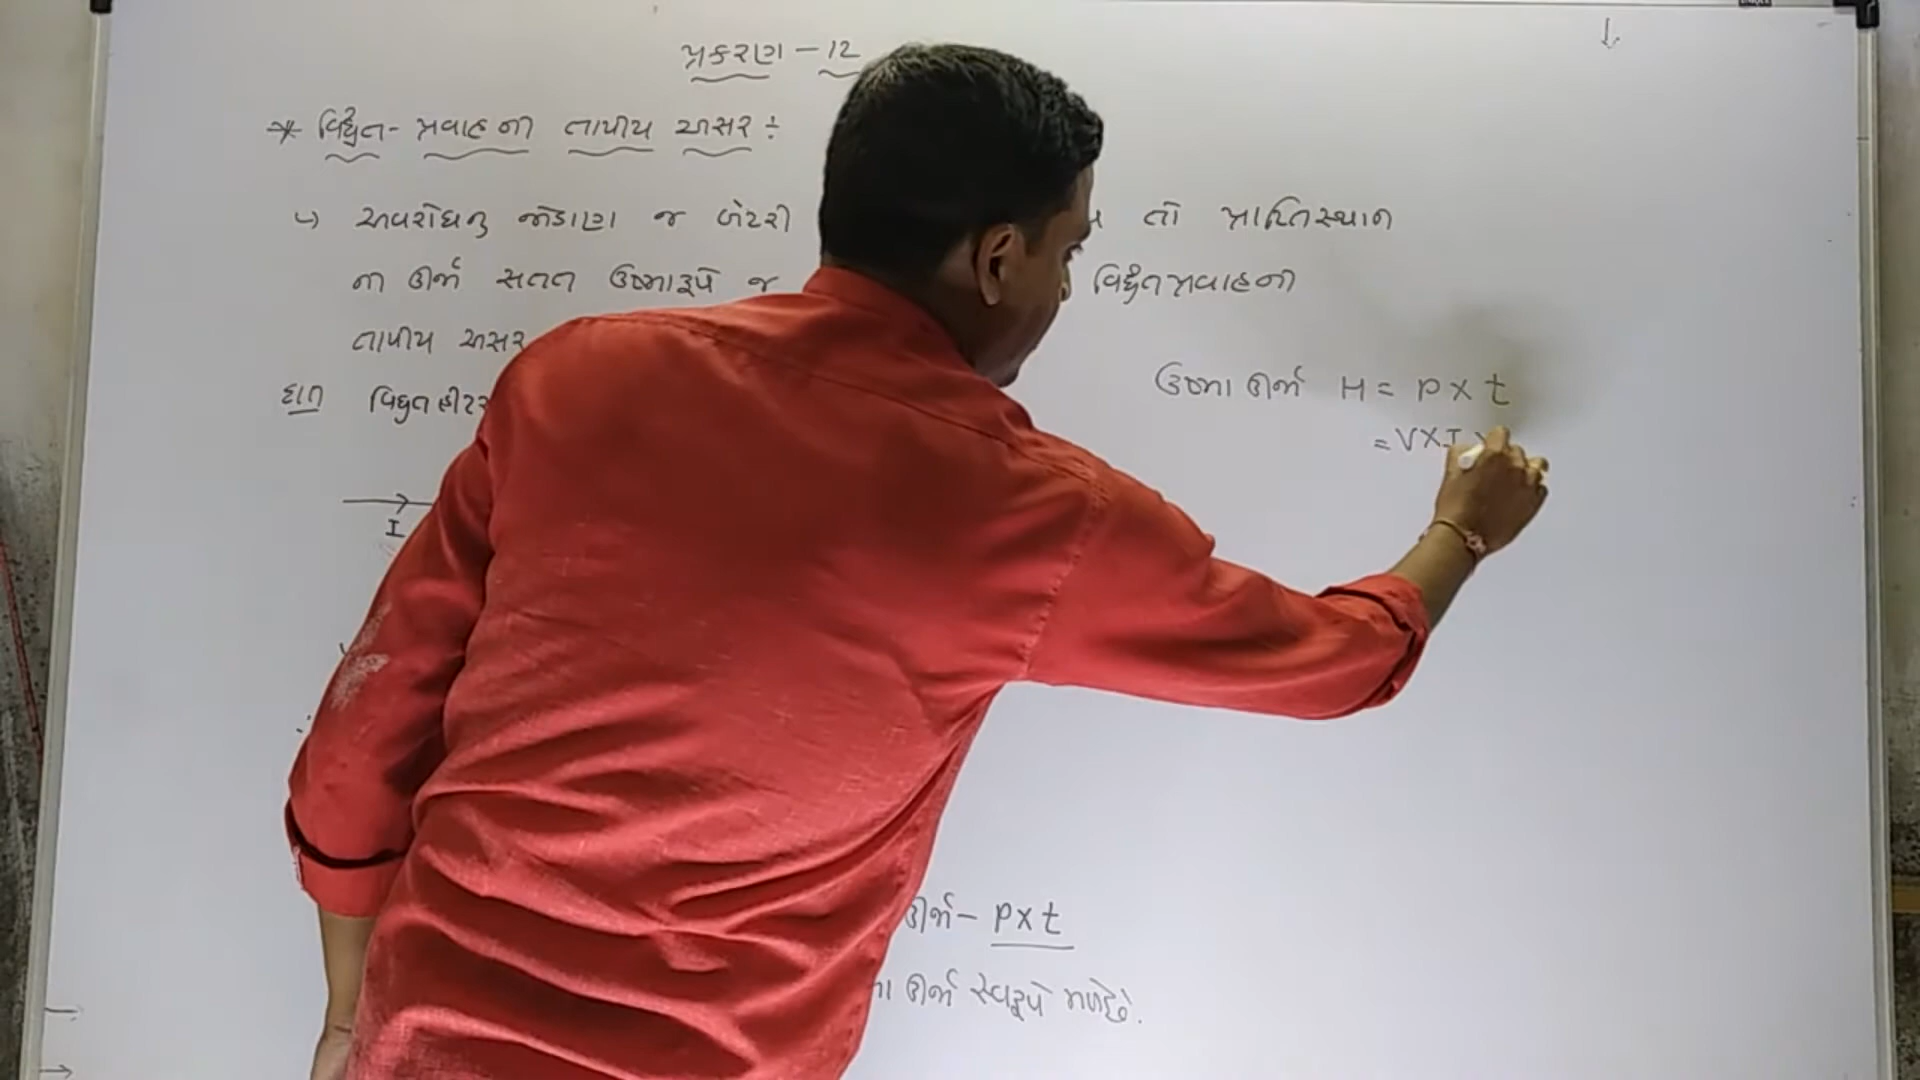 પ્રકરણ - 12
* વિદ્યુત - પ્રવાહની તાપીય અસર :
→ અવરોધનું જોડાણ જ બેટરી તો પ્રાપ્તિસ્થાન
ની ઊર્જા સતત ઉષ્મારૂપે જ વિદ્યુતપ્રવાહની
તાપીય અસર
દા.ત વિદ્યુત હીટર
ઉષ્મા ઊર્જા H = P X t
= V X I X
I
ઊર્જા - P X t
ઊર્જા સ્વરૂપે મળે છે.